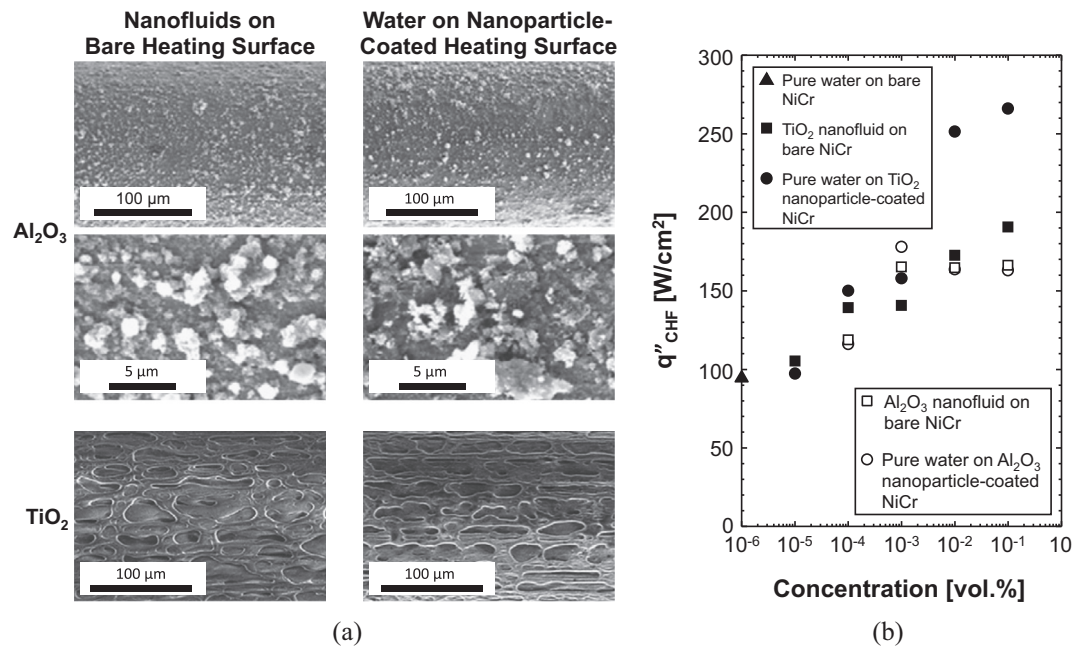 Nanofluids on
Bare Heating Surface
Water on Nanoparticle-
Coated Heating Surface
Al₂O₃
100 µm
100 µm
5 µm
5 µm
TiO₂
100 µm
100 µm
(a)
q″CHF [W/cm²]
300
250
200
150
100
50
0
Pure water on bare
NiCr
TiO₂ nanofluid on
bare NiCr
Pure water on TiO₂
nanoparticle-coated
NiCr
Al₂O₃ nanofluid on
bare NiCr
Pure water on Al₂O₃
nanoparticle-coated
NiCr
10⁻⁶ 10⁻⁵ 10⁻⁴ 10⁻³ 10⁻² 10⁻¹ 10
Concentration [vol.%]
(b)